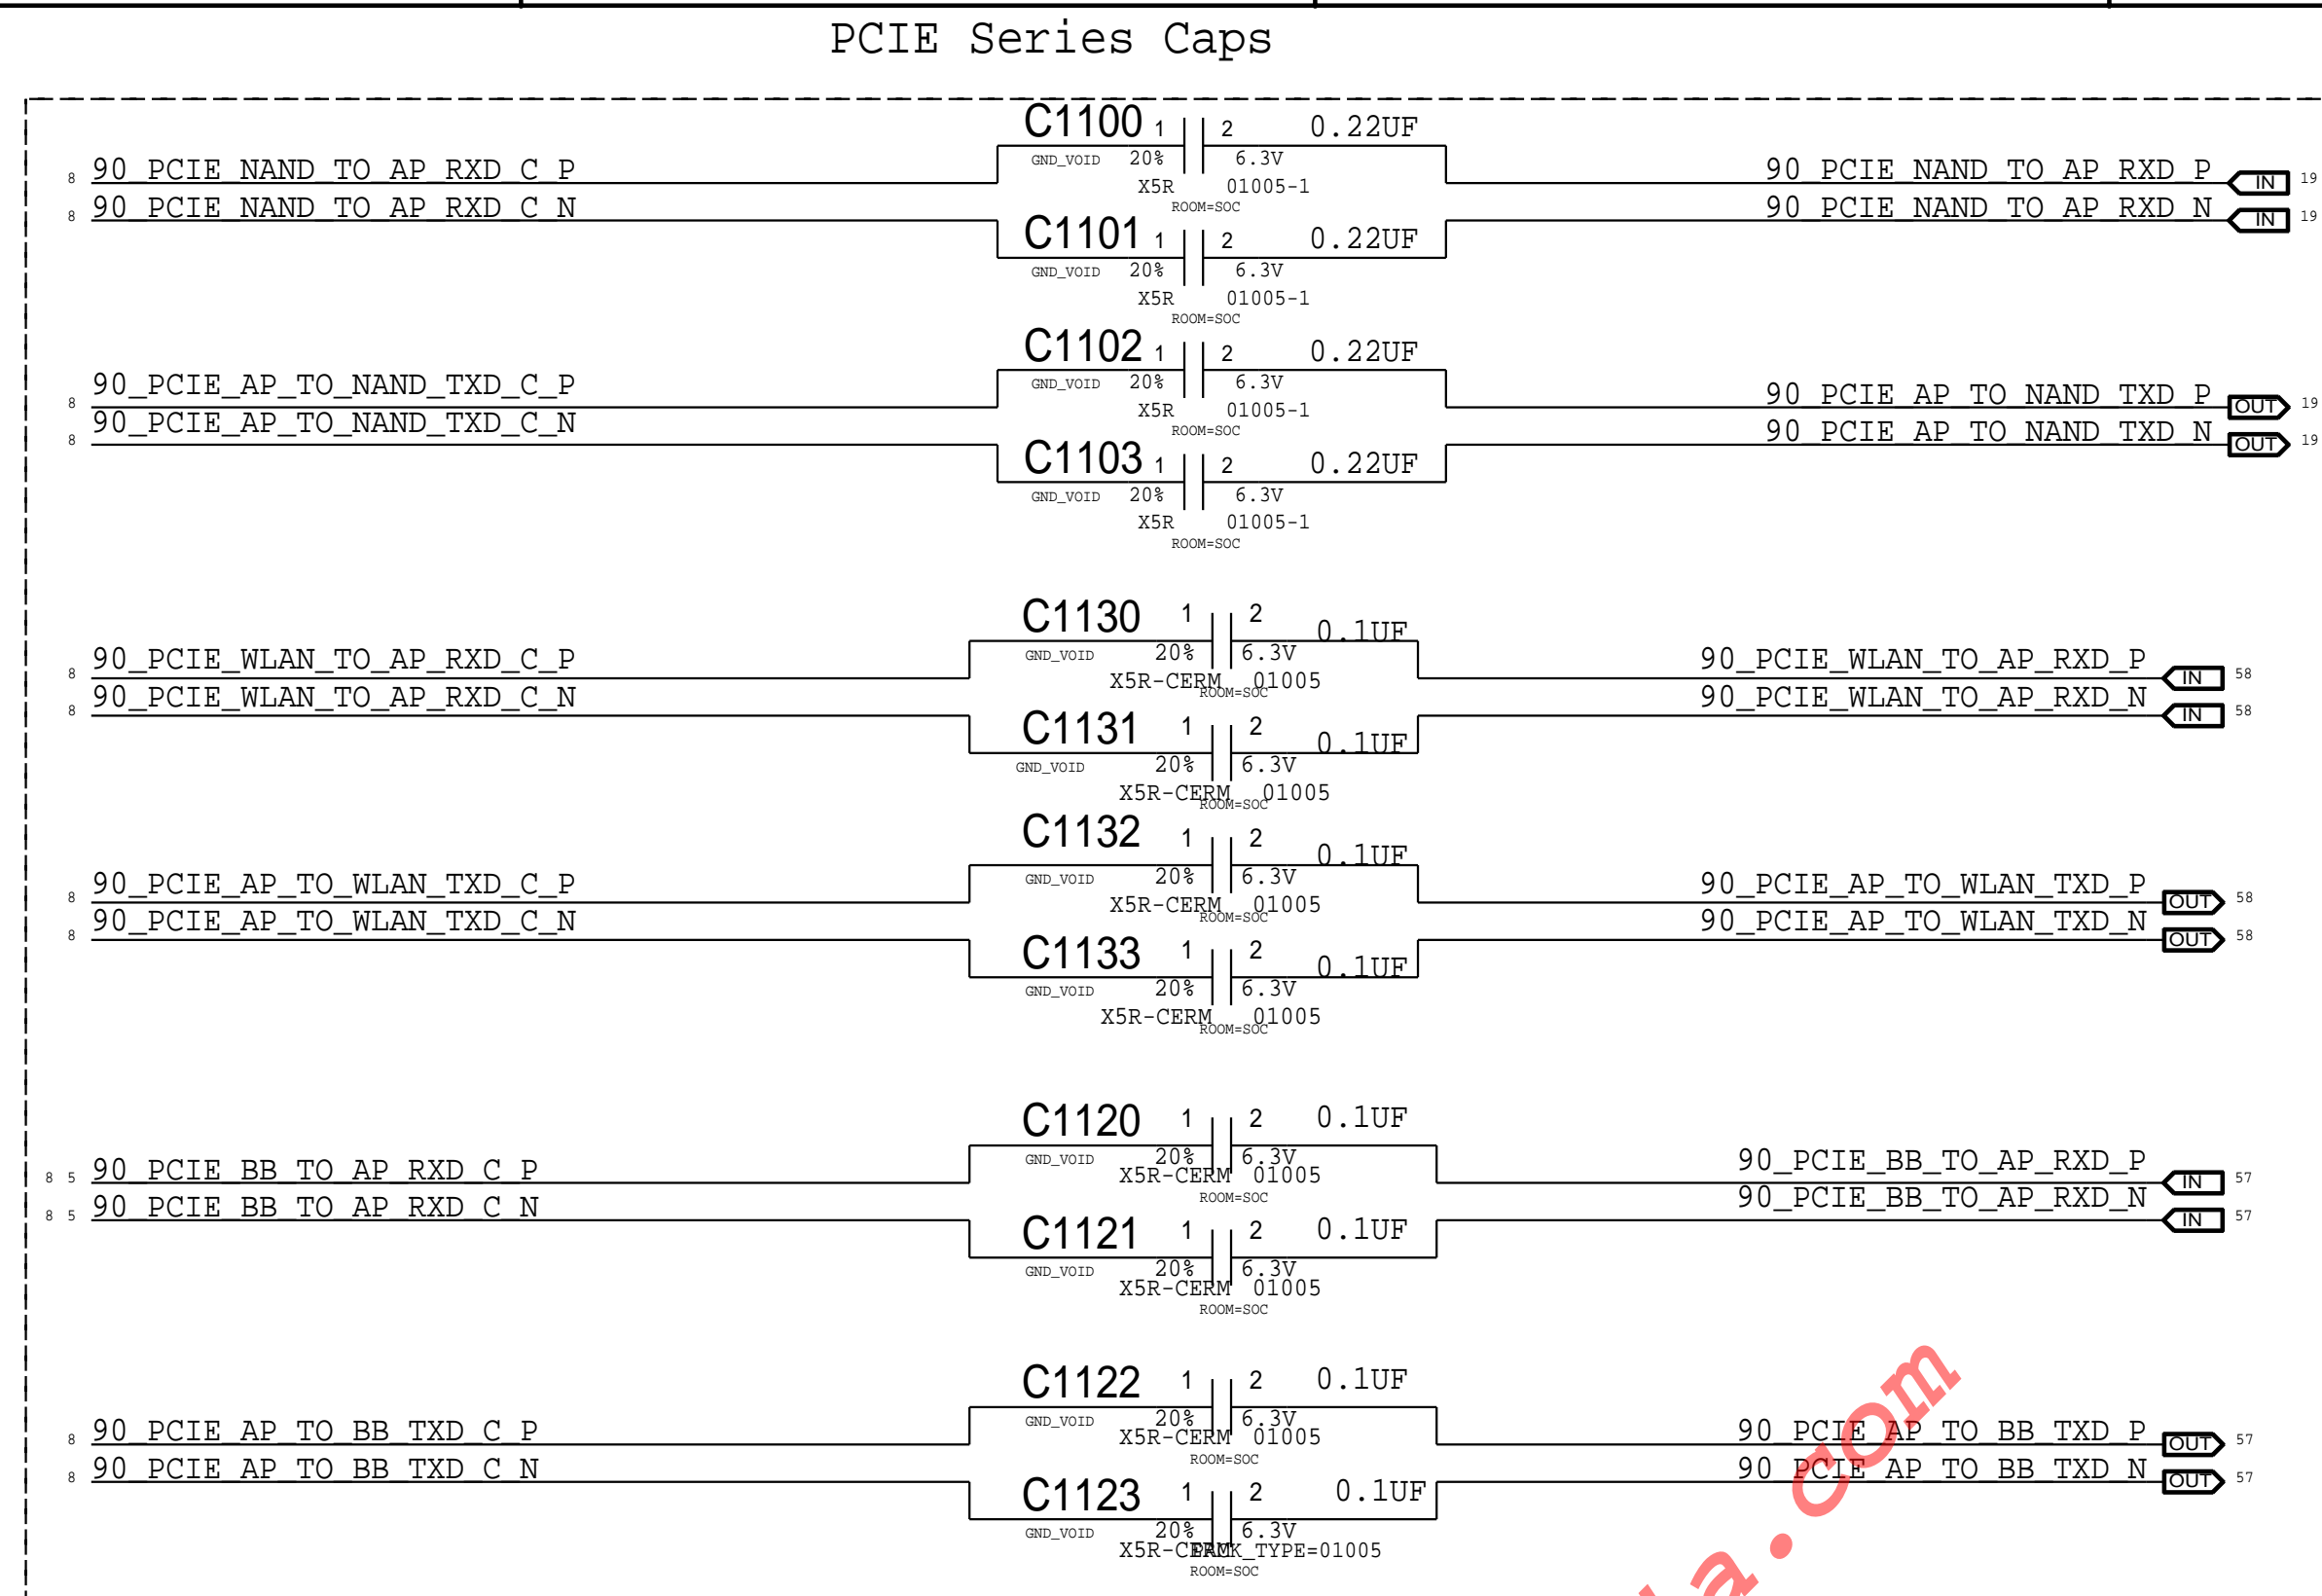 PCIE Series Caps
C1100 1 2 0.22UF
GND_VOID 20% 6.3V
8 90_PCIE_NAND_TO_AP_RXD_C_P 90_PCIE_NAND_TO_AP_RXD_P IN 19
X5R 01005-1
ROOM=SOC
8 90_PCIE_NAND_TO_AP_RXD_C_N 90_PCIE_NAND_TO_AP_RXD_N IN 19
C1101 1 2 0.22UF
GND_VOID 20% 6.3V
X5R 01005-1
ROOM=SOC
C1102 1 2 0.22UF
GND_VOID 20% 6.3V
8 90_PCIE_AP_TO_NAND_TXD_C_P 90_PCIE_AP_TO_NAND_TXD_P OUT 19
X5R 01005-1
ROOM=SOC
8 90_PCIE_AP_TO_NAND_TXD_C_N 90_PCIE_AP_TO_NAND_TXD_N OUT 19
C1103 1 2 0.22UF
GND_VOID 20% 6.3V
X5R 01005-1
ROOM=SOC
C1130 1 2 0.1UF
GND_VOID 20% 6.3V
8 90_PCIE_WLAN_TO_AP_RXD_C_P 90_PCIE_WLAN_TO_AP_RXD_P IN 58
X5R-CERM 01005
ROOM=SOC
8 90_PCIE_WLAN_TO_AP_RXD_C_N 90_PCIE_WLAN_TO_AP_RXD_N IN 58
C1131 1 2 0.1UF
GND_VOID 20% 6.3V
X5R-CERM 01005
ROOM=SOC
C1132 1 2 0.1UF
GND_VOID 20% 6.3V
8 90_PCIE_AP_TO_WLAN_TXD_C_P 90_PCIE_AP_TO_WLAN_TXD_P OUT 58
X5R-CERM 01005
ROOM=SOC
8 90_PCIE_AP_TO_WLAN_TXD_C_N 90_PCIE_AP_TO_WLAN_TXD_N OUT 58
C1133 1 2 0.1UF
GND_VOID 20% 6.3V
X5R-CERM 01005
ROOM=SOC
C1120 1 2 0.1UF
GND_VOID 20% 6.3V
8 5 90_PCIE_BB_TO_AP_RXD_C_P 90_PCIE_BB_TO_AP_RXD_P IN 57
X5R-CERM 01005
ROOM=SOC
8 5 90_PCIE_BB_TO_AP_RXD_C_N 90_PCIE_BB_TO_AP_RXD_N IN 57
C1121 1 2 0.1UF
GND_VOID 20% 6.3V
X5R-CERM 01005
ROOM=SOC
C1122 1 2 0.1UF
GND_VOID 20% 6.3V
8 90_PCIE_AP_TO_BB_TXD_C_P 90_PCIE_AP_TO_BB_TXD_P OUT 57
X5R-CERM 01005
ROOM=SOC
8 90_PCIE_AP_TO_BB_TXD_C_N 90_PCIE_AP_TO_BB_TXD_N OUT 57
C1123 1 2 0.1UF
GND_VOID 20% 6.3V
X5R-CERM PACK_TYPE=01005
ROOM=SOC
a.com